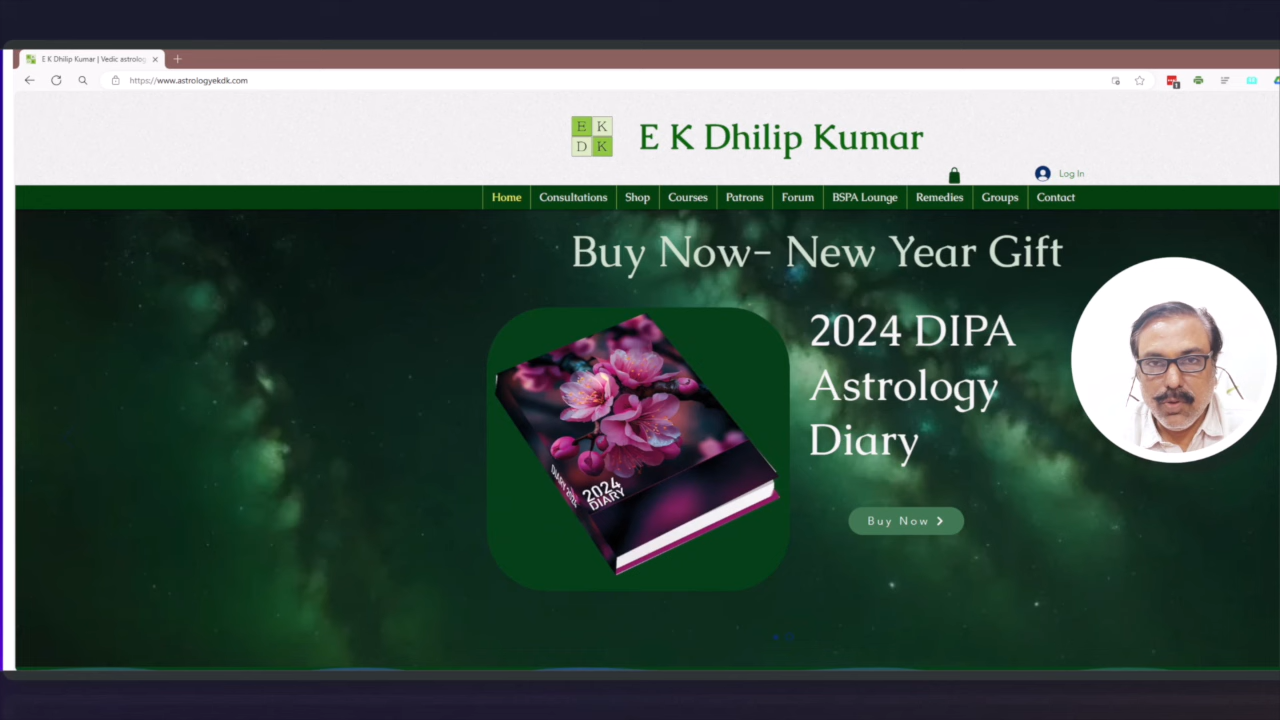 E K Dhilip Kumar | Vedic astrolog
https://www.astrologyekdk.com
E K
D K
E K Dhilip Kumar
Log In
Home Consultations Shop Courses Patrons Forum BSPA Lounge Remedies Groups Contact
Buy Now- New Year Gift
2024 DIPA
Astrology
Diary
2024
DIARY
Buy Now